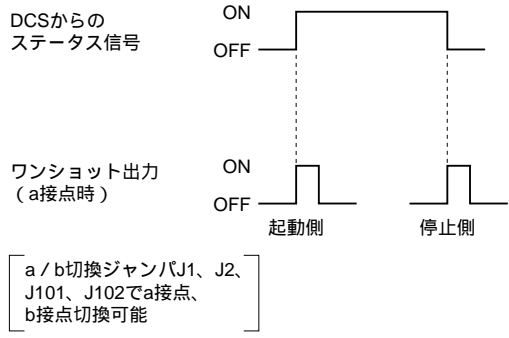 DCSからの
ステータス信号
ON
OFF
ワンショット出力
(a接点時)
ON
OFF
起動側
停止側
a／b切換ジャンパJ1、J2、
J101、J102でa接点、
b接点切換可能